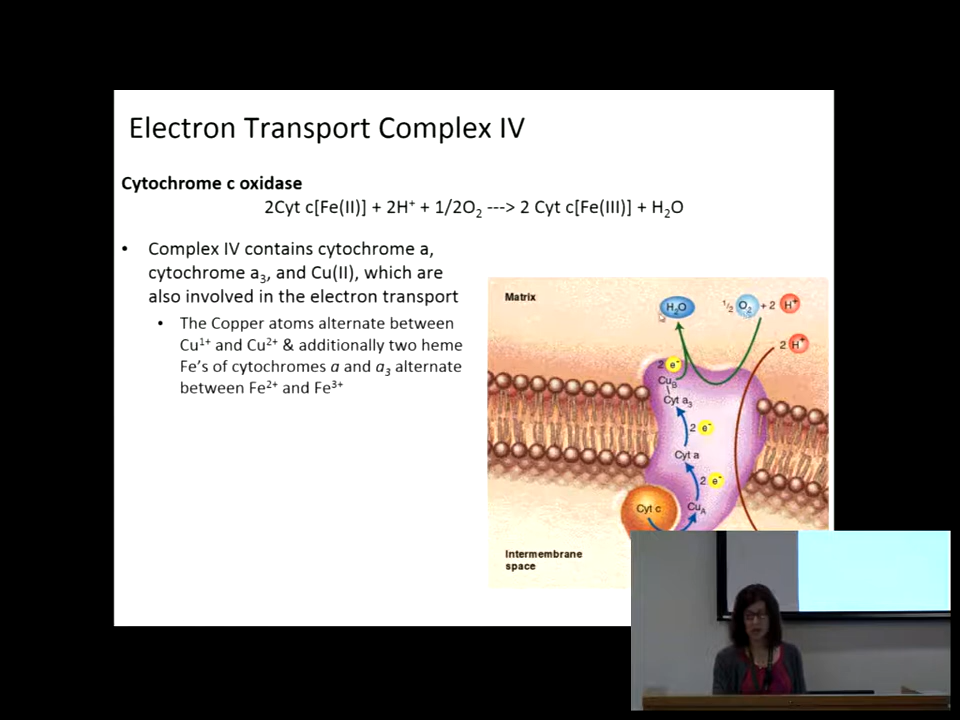 Electron Transport Complex IV
Cytochrome c oxidase
2Cyt c[Fe(II)] + 2H⁺ + 1/2O₂ ---> 2 Cyt c[Fe(III)] + H₂O
• Complex IV contains cytochrome a,
cytochrome a₃, and Cu(II), which are
also involved in the electron transport
• The Copper atoms alternate between
Cu¹⁺ and Cu²⁺ & additionally two heme
Fe's of cytochromes a and a₃ alternate
between Fe²⁺ and Fe³⁺
Matrix
H₂O
½ O₂ + 2 H⁺
2 H⁺
2 e⁻
Cu_B
Cyt a₃
2 e⁻
Cyt a
2 e⁻
Cyt c
Cu_A
Intermembrane
space